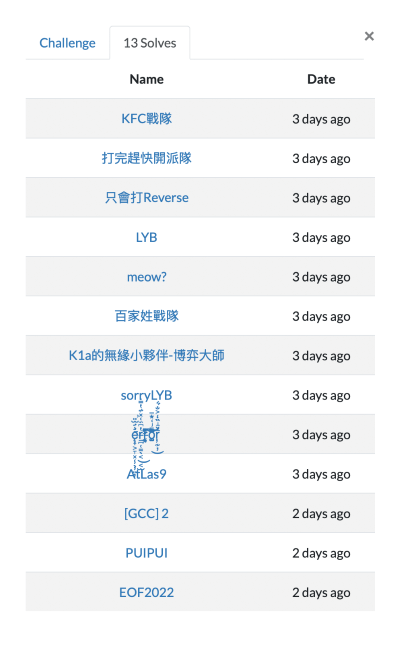 Challenge 13 Solves ×
Name Date
KFC戰隊 3 days ago
打完趕快開派隊 3 days ago
只會打Reverse 3 days ago
LYB 3 days ago
meow? 3 days ago
百家姓戰隊 3 days ago
K1a的無緣小夥伴-博弈大師 3 days ago
sorryLYB 3 days ago
3 days ago
AtLas9 3 days ago
[GCC] 2 2 days ago
PUIPUI 2 days ago
EOF2022 2 days ago